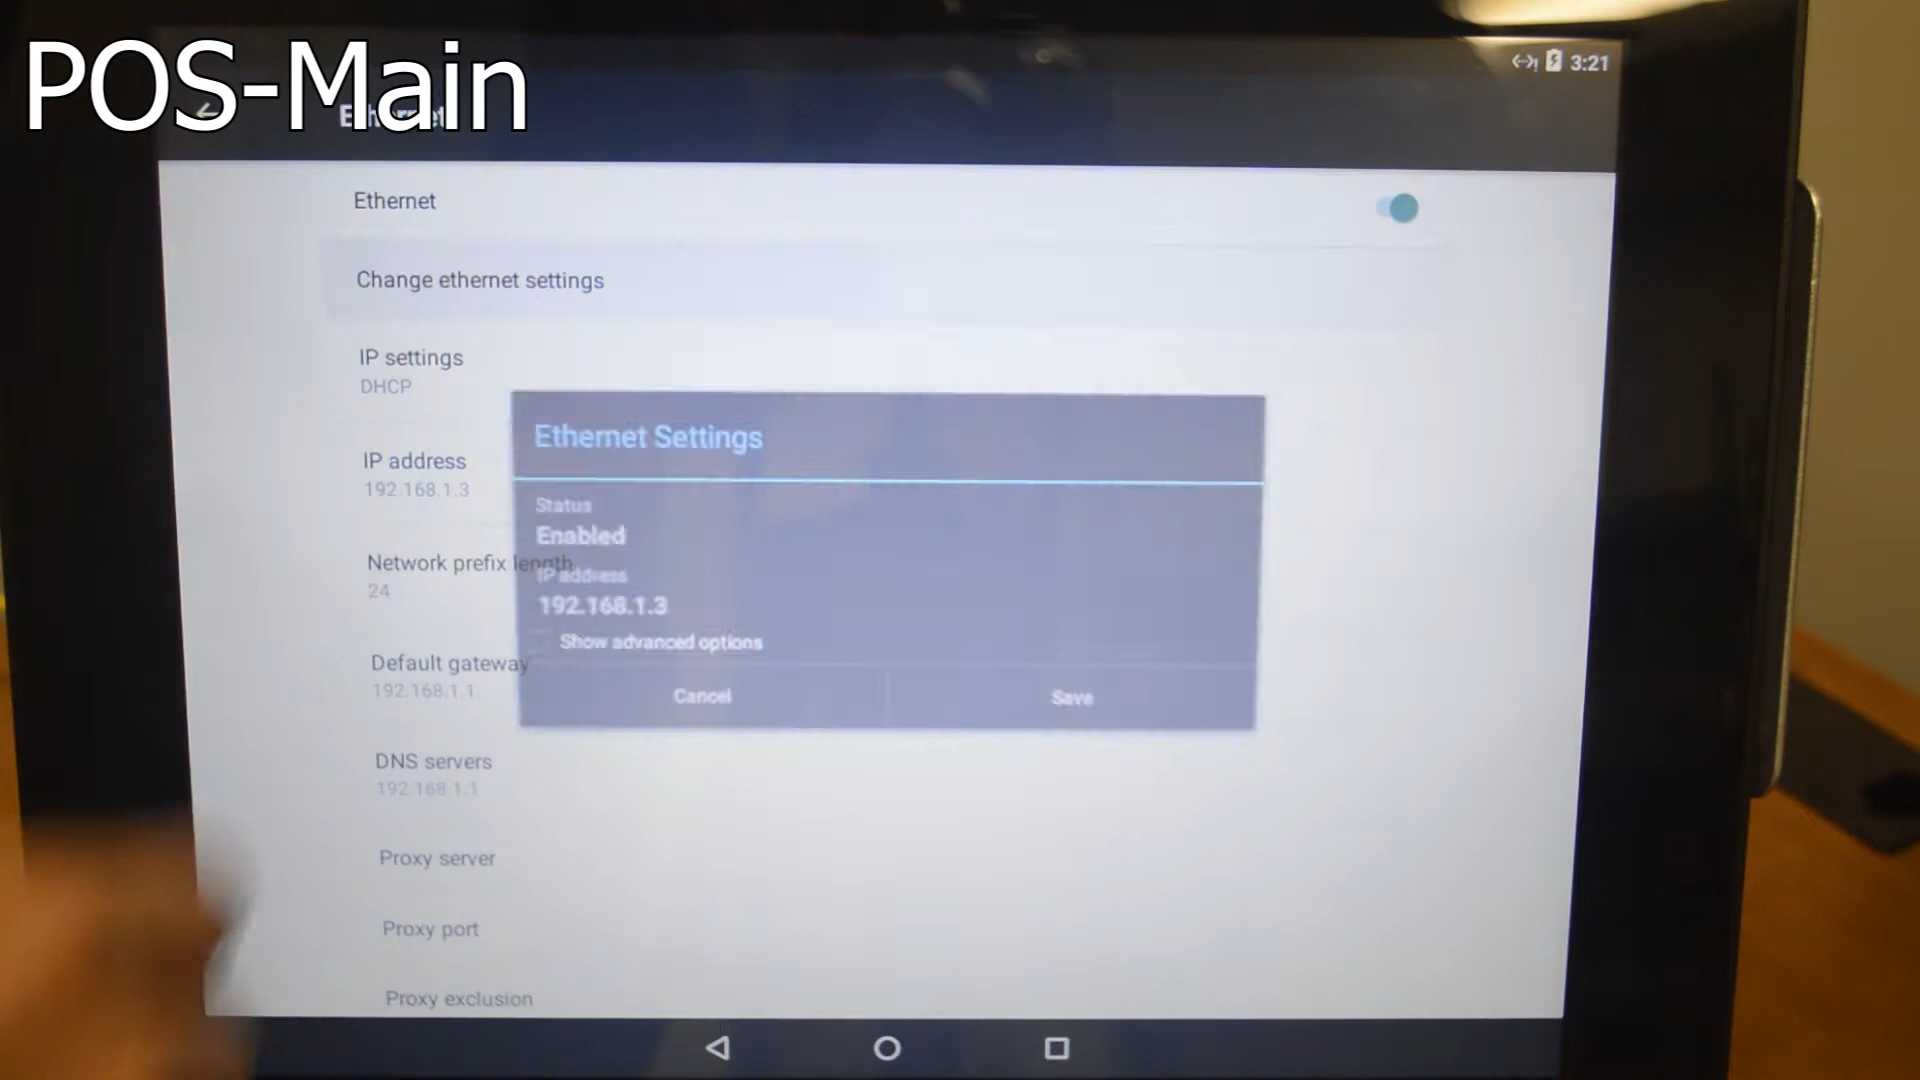 POS-Main
3:21
Ethernet
Ethernet
Change ethernet settings
IP settings
DHCP
IP address
192.168.1.3
Network prefix length
24
Default gateway
192.168.1.1
DNS servers
192.168.1.1
Proxy server
Proxy port
Proxy exclusion
Ethernet Settings
Status
Enabled
IP address
192.168.1.3
Show advanced options
Cancel
Save